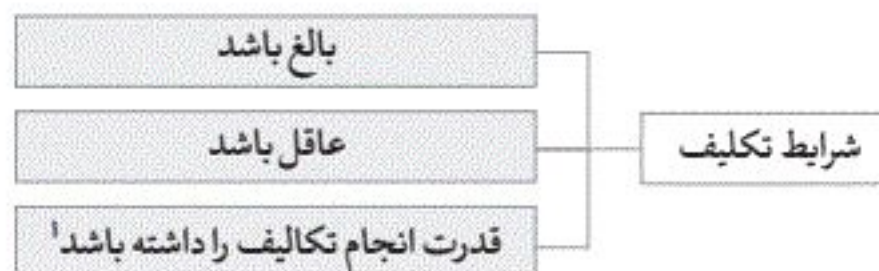 شرایط تکلیف
بالغ باشد
عاقل باشد
قدرت انجام تکالیف را داشته باشد¹